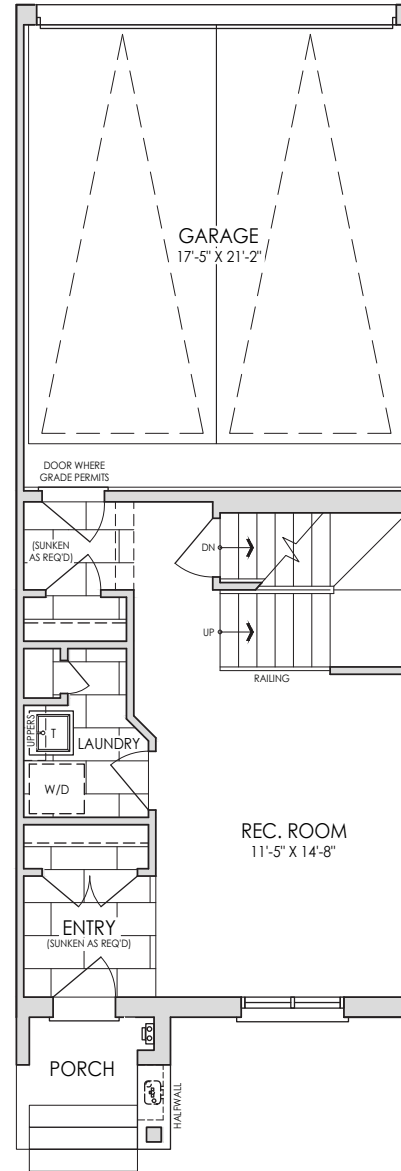 GARAGE
17'-5" X 21'-2"
DOOR WHERE
GRADE PERMITS
(SUNKEN
AS REQ'D)
DN
UP
RAILING
UPPERS
T
LAUNDRY
W/D
REC. ROOM
11'-5" X 14'-8"
ENTRY
(SUNKEN AS REQ'D)
PORCH
HALFWALL